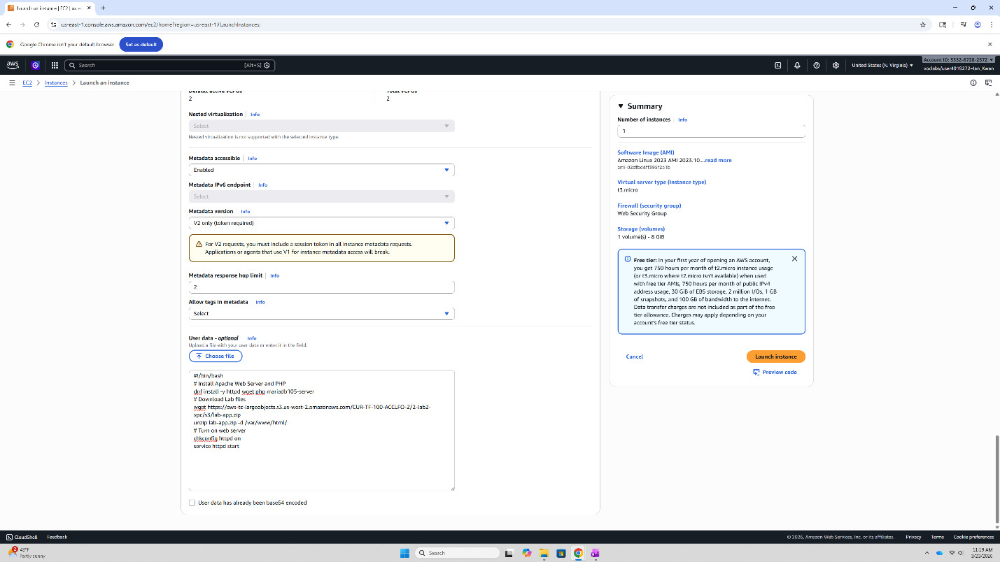 Launch an instance | EC2 | us-e
us-east-1.console.aws.amazon.com/ec2/home?region=us-east-1#LaunchInstances:
Google Chrome isn't your default browser
Set as default
aws
Search
[Alt+S]
United States (N. Virginia)
Account ID: 5332-6728-2572
voclabs/user4919272=Ian_Kwan
EC2
Instances
Launch an instance
Default active vCPUs
Total vCPUs
2
2
Nested virtualization
Info
Select
Nested virtualization is not supported with the selected instance type.
Metadata accessible
Info
Enabled
Metadata IPv6 endpoint
Info
Select
Metadata version
Info
V2 only (token required)
For V2 requests, you must include a session token in all instance metadata requests.
Applications or agents that use V1 for instance metadata access will break.
Metadata response hop limit
Info
2
Allow tags in metadata
Info
Select
User data - optional
Info
Upload a file with your user data or enter it in the field.
Choose file
#!/bin/bash
# Install Apache Web Server and PHP
dnf install -y httpd wget php mariadb105-server
# Download Lab files
wget https://aws-tc-largeobjects.s3.us-west-2.amazonaws.com/CUR-TF-100-ACCLFO-2/2-lab2-
vpc/s3/lab-app.zip
unzip lab-app.zip -d /var/www/html/
# Turn on web server
chkconfig httpd on
service httpd start
User data has already been base64 encoded
Summary
Number of instances
Info
1
Software Image (AMI)
Amazon Linux 2023 AMI 2023.10....read more
ami-02dfbd4ff395f2a1b
Virtual server type (instance type)
t3.micro
Firewall (security group)
Web Security Group
Storage (volumes)
1 volume(s) - 8 GiB
Free tier: In your first year of opening an AWS account,
you get 750 hours per month of t2.micro instance usage
(or t3.micro where t2.micro isn't available) when used
with free tier AMIs, 750 hours per month of public IPv4
address usage, 30 GiB of EBS storage, 2 million I/Os, 1 GB
of snapshots, and 100 GB of bandwidth to the internet.
Data transfer charges are not included as part of the free
tier allowance. Charges may apply depending on your
account's free tier status.
Cancel
Launch instance
Preview code
CloudShell
Feedback
© 2026, Amazon Web Services, Inc. or its affiliates.
Privacy
Terms
Cookie preferences
2
43°F
Partly sunny
Search
11:19 AM
3/23/2026